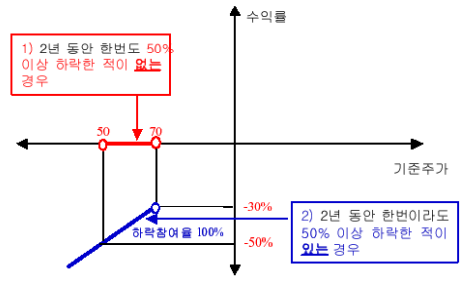 수익률
1) 2년 동안 한번도 50%
이상 하락한 적이 없는
경우
50
70
기준주가
-30%
하락참여율 100%
-50%
2) 2년 동안 한번이라도
50% 이상 하락한 적이
있는 경우